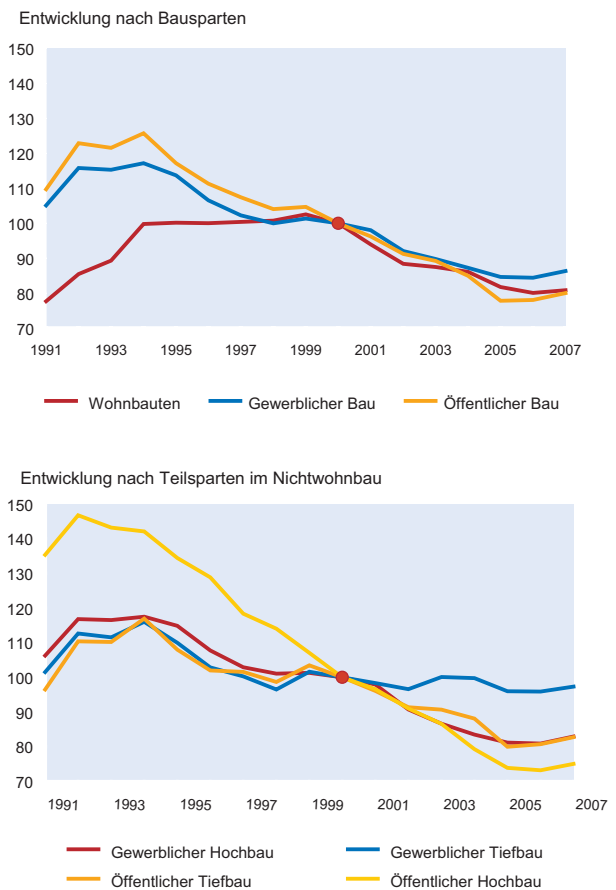 Entwicklung nach Bausparten
150
140
130
120
110
100
90
80
70
1991 1993 1995 1997 1999 2001 2003 2005 2007
Wohnbauten Gewerblicher Bau Öffentlicher Bau
Entwicklung nach Teilsparten im Nichtwohnbau
150
140
130
120
110
100
90
80
70
1991 1993 1995 1997 1999 2001 2003 2005 2007
Gewerblicher Hochbau Gewerblicher Tiefbau
Öffentlicher Tiefbau Öffentlicher Hochbau